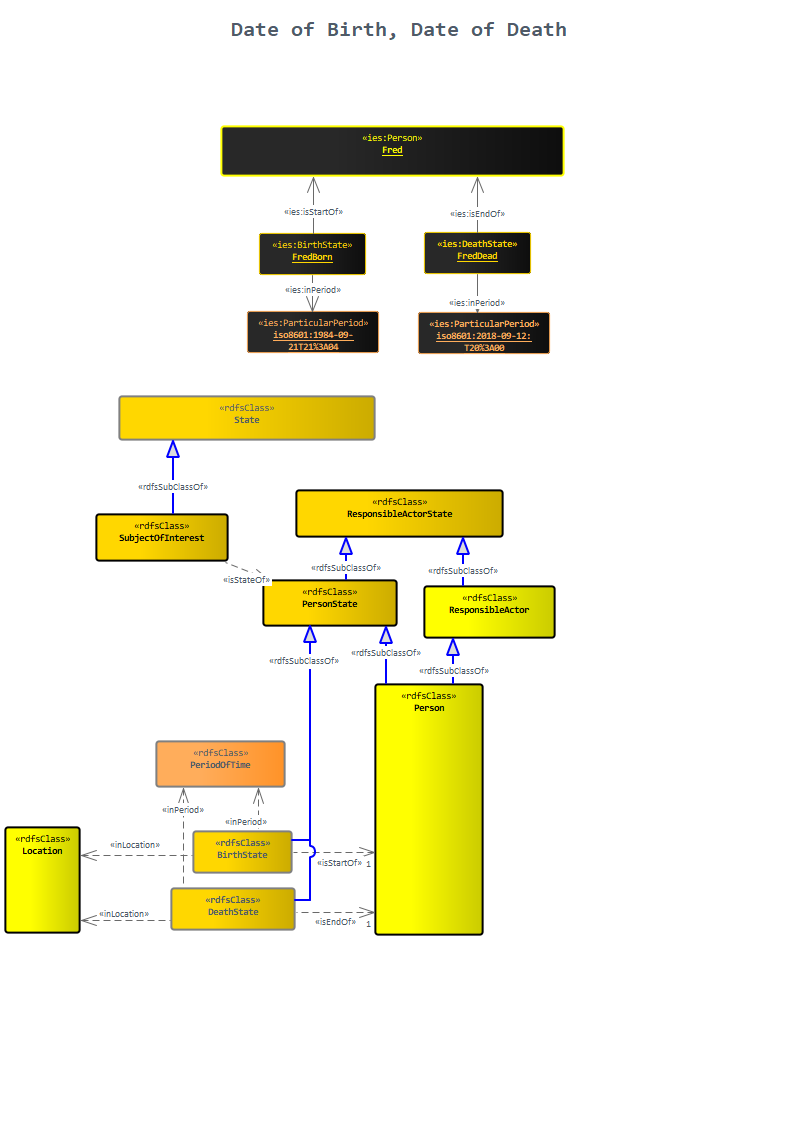 Date of Birth, Date of Death
«ies:Person»
Fred
«ies:isStartOf»
«ies:isEndOf»
«ies:BirthState»
FredBorn
«ies:DeathState»
FredDead
«ies:inPeriod»
«ies:inPeriod»
«ies:ParticularPeriod»
iso8601:1984-09-
21T21%3A04
«ies:ParticularPeriod»
iso8601:2018-09-12:
T20%3A00
«rdfsClass»
State
«rdfsSubClassOf»
«rdfsClass»
ResponsibleActorState
«rdfsClass»
SubjectOfInterest
«rdfsSubClassOf»
«rdfsSubClassOf»
«isStateOf»
«rdfsClass»
PersonState
«rdfsClass»
ResponsibleActor
«rdfsSubClassOf»
«rdfsSubClassOf»
«rdfsSubClassOf»
«rdfsClass»
Person
«rdfsClass»
PeriodOfTime
«inPeriod»
«inPeriod»
«rdfsClass»
Location
«inLocation»
«rdfsClass»
BirthState
«isStartOf»
1
«rdfsClass»
DeathState
«inLocation»
«isEndOf»
1